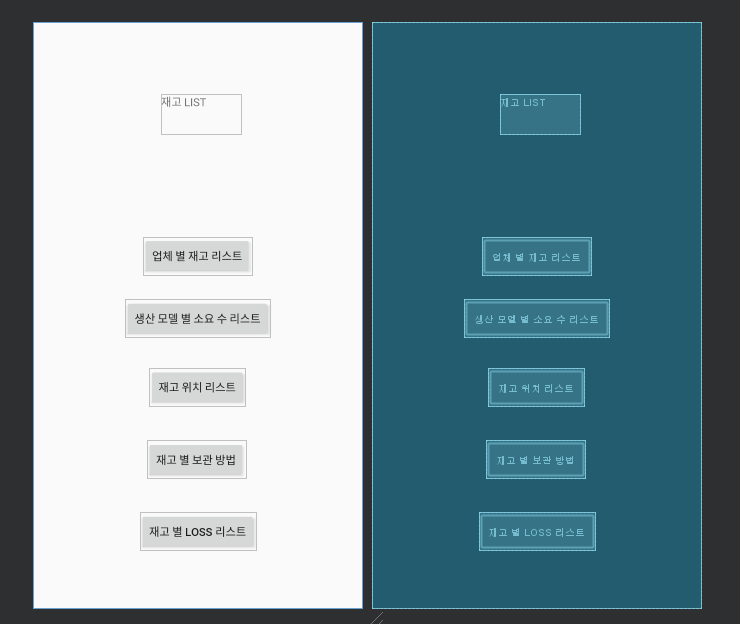 재고 LIST
업체 별 재고 리스트
생산 모델 별 소요 수 리스트
재고 위치 리스트
재고 별 보관 방법
재고 별 LOSS 리스트
재고 LIST
업체 별 재고 리스트
생산 모델 별 소요 수 리스트
재고 위치 리스트
재고 별 보관 방법
재고 별 LOSS 리스트